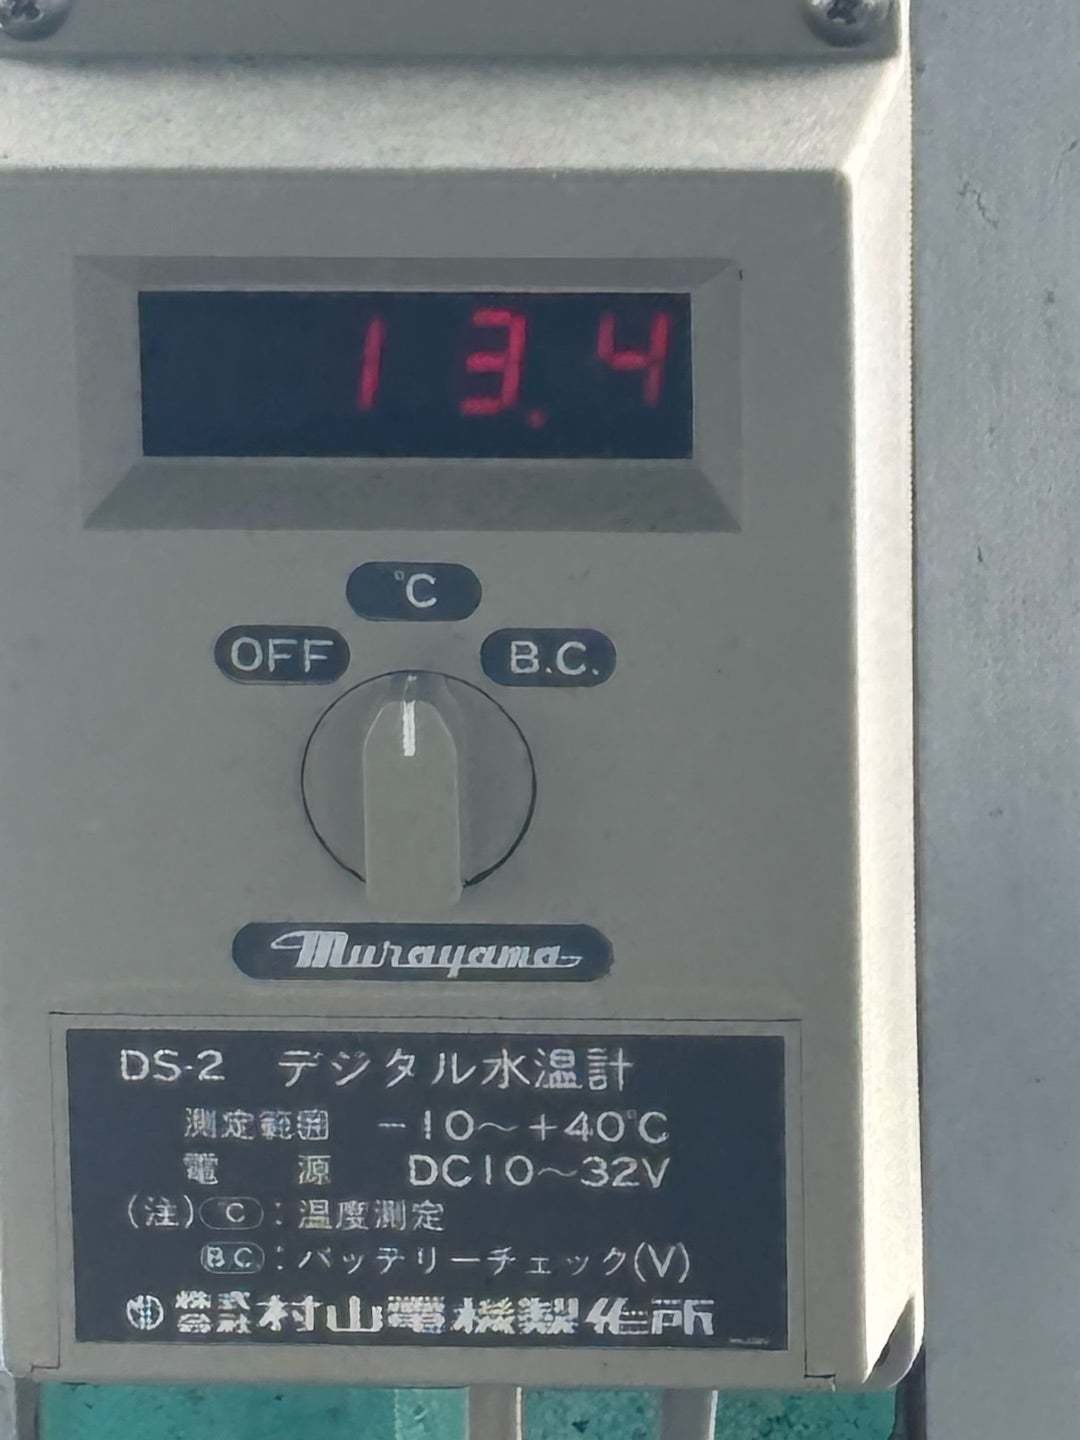 13.4
°C
OFF
B.C.
Murayama
DS-2 デジタル水温計
測定範囲 -10～+40℃
電源 DC10～32V
(注) °C : 温度測定
B.C. : バッテリーチェック(V)
株式会社 村山電機製作所